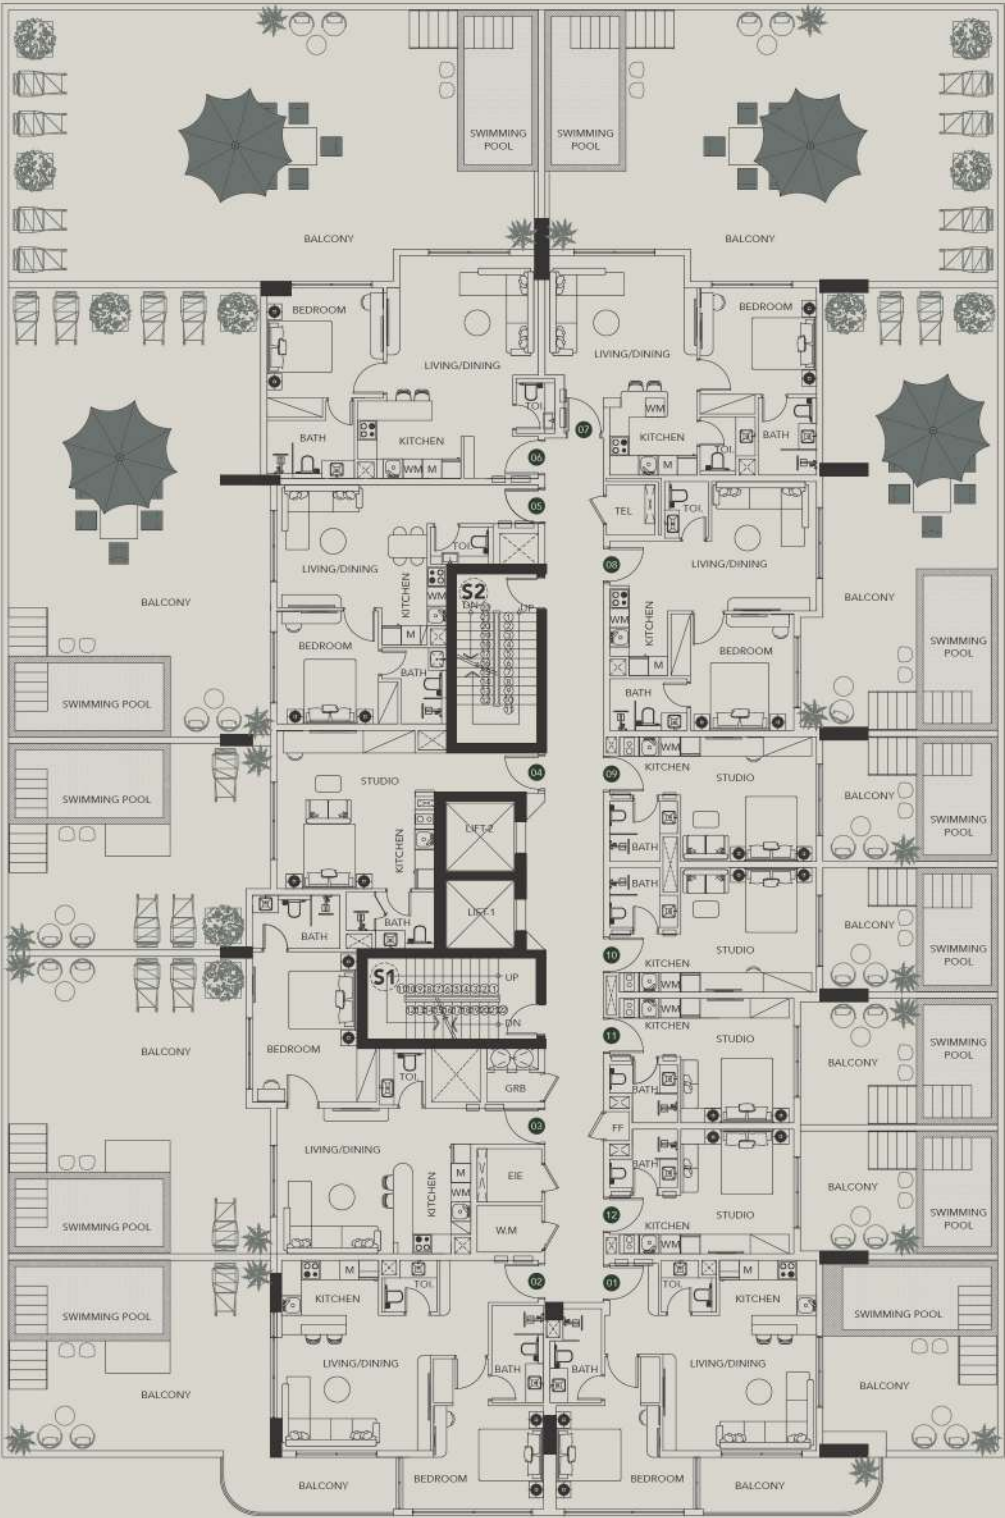 SWIMMING
POOL
SWIMMING
POOL
BALCONY
BALCONY
BEDROOM
BEDROOM
LIVING/DINING
LIVING/DINING
TOI.
WM
07
BATH
KITCHEN
KITCHEN
BATH
TOI.
06
WM
M
M
05
TEL
TOI.
TOI.
LIVING/DINING
08
LIVING/DINING
S2
DN
UP
KITCHEN
WM
BALCONY
BALCONY
WM
KITCHEN
M
SWIMMING
POOL
BEDROOM
BEDROOM
M
BATH
BATH
SWIMMING POOL
KITCHEN
WM
04
09
STUDIO
STUDIO
SWIMMING POOL
BALCONY
SWIMMING
POOL
LIFT-2
KITCHEN
BATH
BATH
LIFT-1
BATH
BATH
STUDIO
BALCONY
SWIMMING
POOL
10
S1
UP
WM
DN
KITCHEN
11
STUDIO
SWIMMING
POOL
BEDROOM
BALCONY
BALCONY
TOI.
GRB
BATH
03
FF
LIVING/DINING
BATH
M
EIE
WM
KITCHEN
BALCONY
SWIMMING
POOL
12
STUDIO
SWIMMING POOL
W.M
KITCHEN
WM
M
TOI.
02
01
TOI.
M
KITCHEN
KITCHEN
SWIMMING POOL
SWIMMING POOL
LIVING/DINING
BATH
BATH
LIVING/DINING
BALCONY
BALCONY
BEDROOM
BEDROOM
BALCONY
BALCONY